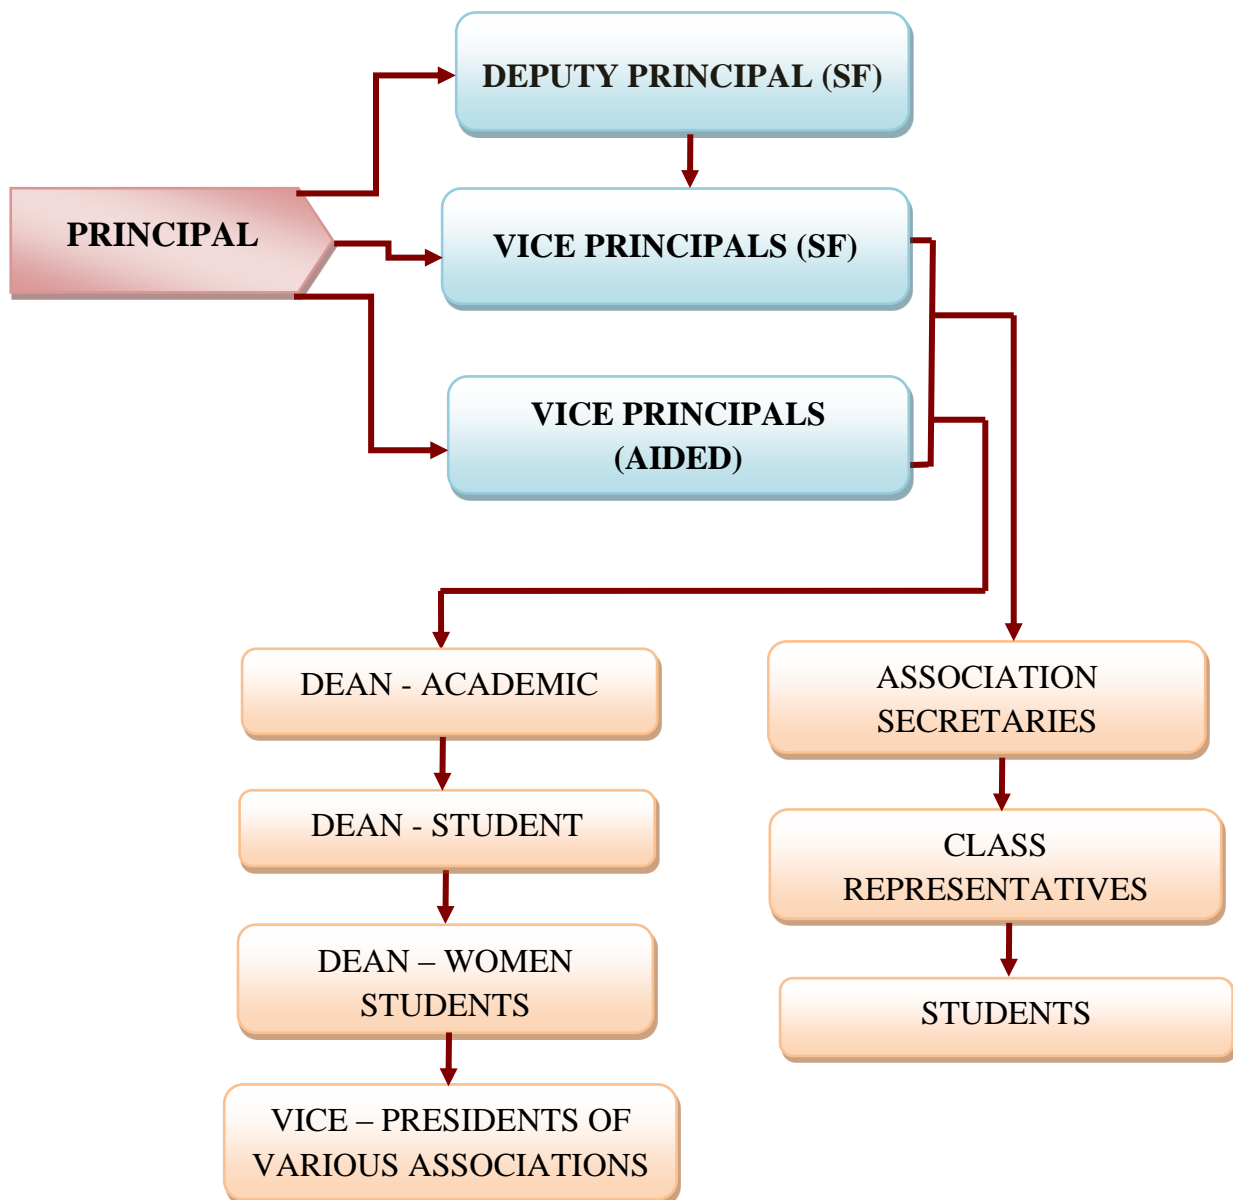 DEPUTY PRINCIPAL (SF)
PRINCIPAL
VICE PRINCIPALS (SF)
VICE PRINCIPALS
(AIDED)
DEAN - ACADEMIC
DEAN - STUDENT
DEAN – WOMEN
STUDENTS
VICE – PRESIDENTS OF
VARIOUS ASSOCIATIONS
ASSOCIATION
SECRETARIES
CLASS
REPRESENTATIVES
STUDENTS